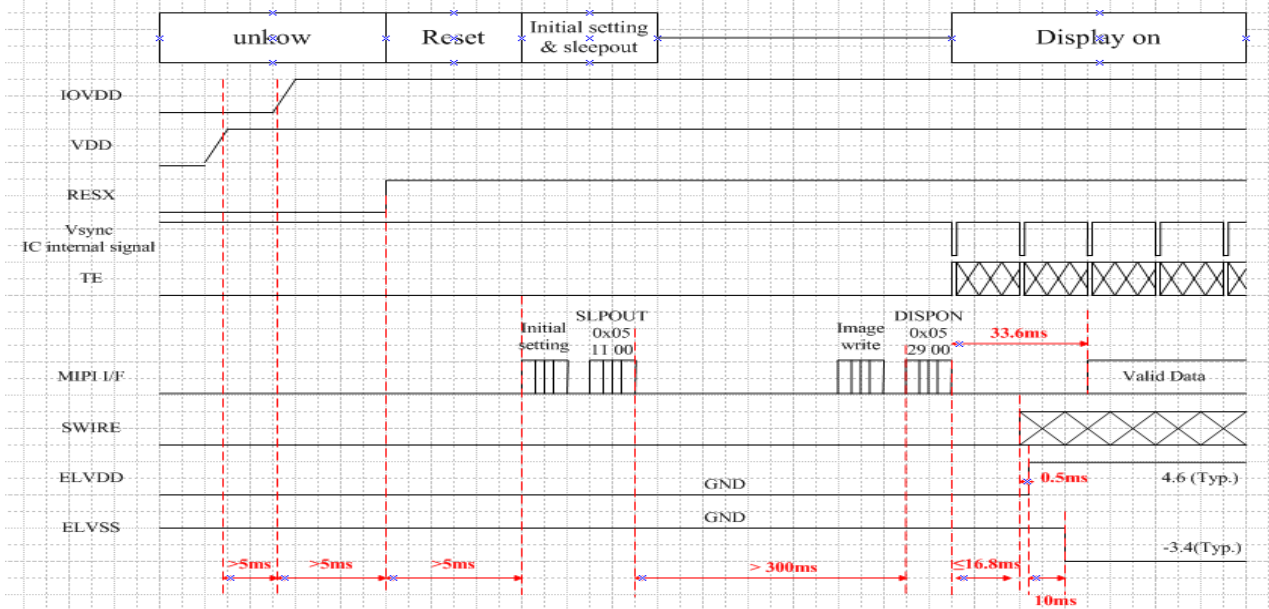 unkow
Reset
Initial setting
& sleepout
Display on
IOVDD
VDD
RESX
Vsync
IC internal signal
TE
SLPOUT
0x05
11 00
Initial
setting
Image
write
DISPON
0x05
29 00
33.6ms
MIPI I/F
Valid Data
SWIRE
ELVDD
GND
0.5ms
4.6 (Typ.)
ELVSS
GND
-3.4(Typ.)
>5ms
>5ms
>5ms
> 300ms
≤16.8ms
10ms